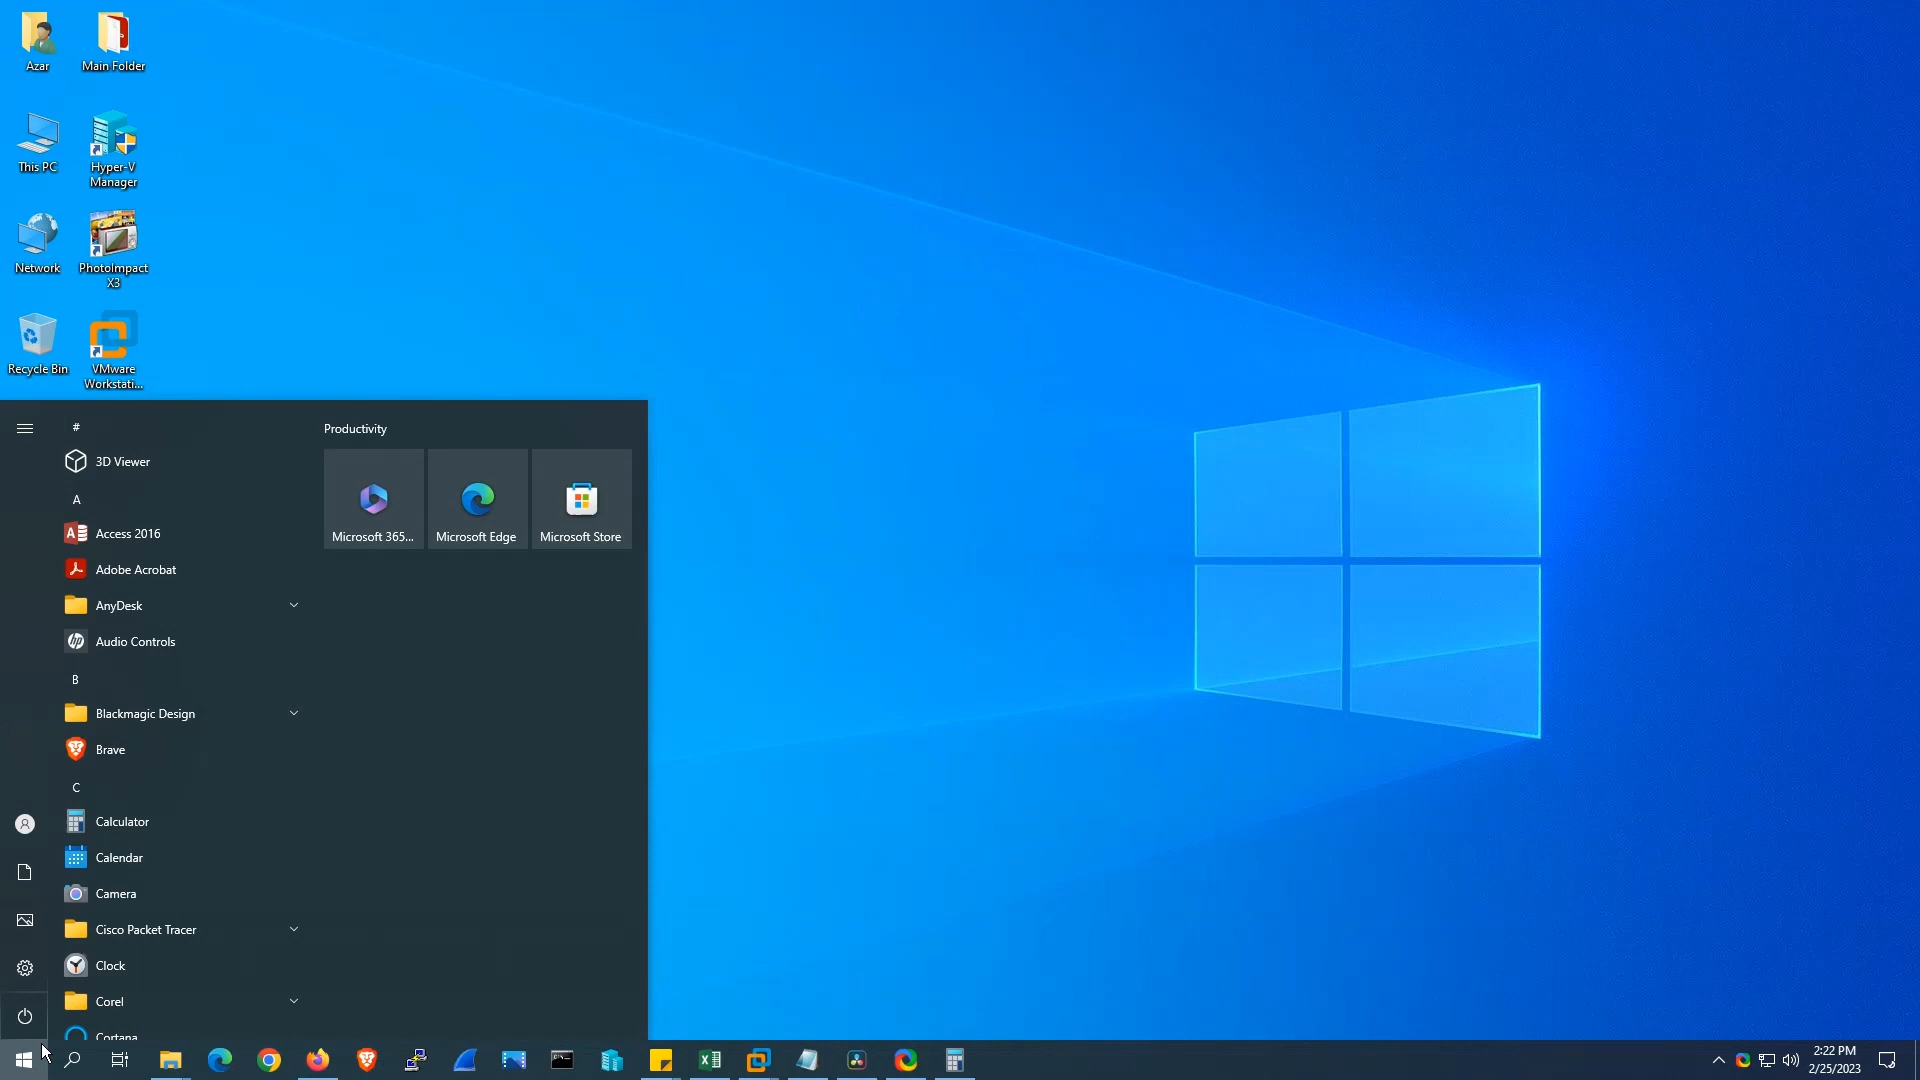 Azar
Main Folder
This PC
Hyper-V
Manager
Network
PhotoImpact
X3
Recycle Bin
VMware
Workstati...
#
3D Viewer
A
Access 2016
Adobe Acrobat
AnyDesk
Audio Controls
B
Blackmagic Design
Brave
C
Calculator
Calendar
Camera
Cisco Packet Tracer
Clock
Corel
Cortana
Productivity
Microsoft 365...
Microsoft Edge
Microsoft Store
2:22 PM
2/25/2023